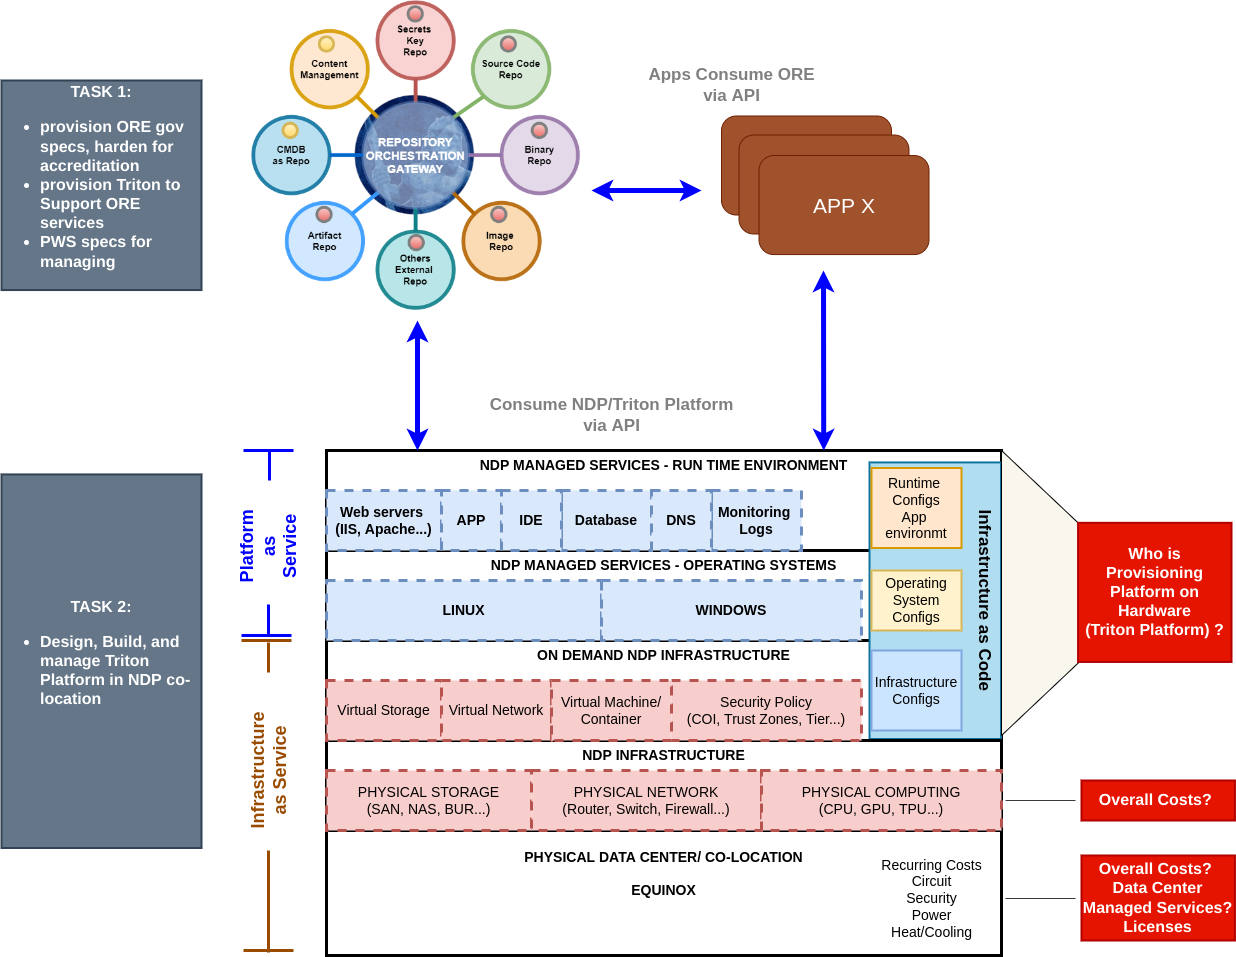 TASK 1:
• provision ORE gov
specs, harden for
accreditation
• provision Triton to
Support ORE
services
• PWS specs for
managing
Secrets
Key
Repo
Content
Management
Source Code
Repo
CMDB
as Repo
REPOSITORY
ORCHESTRATION
GATEWAY
Binary
Repo
Artifact
Repo
Image
Repo
Others
External
Repo
Apps Consume ORE
via API
APP X
Consume NDP/Triton Platform
via API
TASK 2:
• Design, Build, and
manage Triton
Platform in NDP co-
location
Platform
as
Service
Infrastructure
as Service
NDP MANAGED SERVICES - RUN TIME ENVIRONMENT
Web servers
(IIS, Apache...)
APP
IDE
Database
DNS
Monitoring
Logs
NDP MANAGED SERVICES - OPERATING SYSTEMS
LINUX
WINDOWS
ON DEMAND NDP INFRASTRUCTURE
Virtual Storage
Virtual Network
Virtual Machine/
Container
Security Policy
(COI, Trust Zones, Tier...)
Runtime
Configs
App
environmt
Operating
System
Configs
Infrastructure
Configs
Infrastructure as Code
NDP INFRASTRUCTURE
PHYSICAL STORAGE
(SAN, NAS, BUR...)
PHYSICAL NETWORK
(Router, Switch, Firewall...)
PHYSICAL COMPUTING
(CPU, GPU, TPU...)
PHYSICAL DATA CENTER/ CO-LOCATION
EQUINOX
Recurring Costs
Circuit
Security
Power
Heat/Cooling
Who is
Provisioning
Platform on
Hardware
(Triton Platform) ?
Overall Costs?
Overall Costs?
Data Center
Managed Services?
Licenses